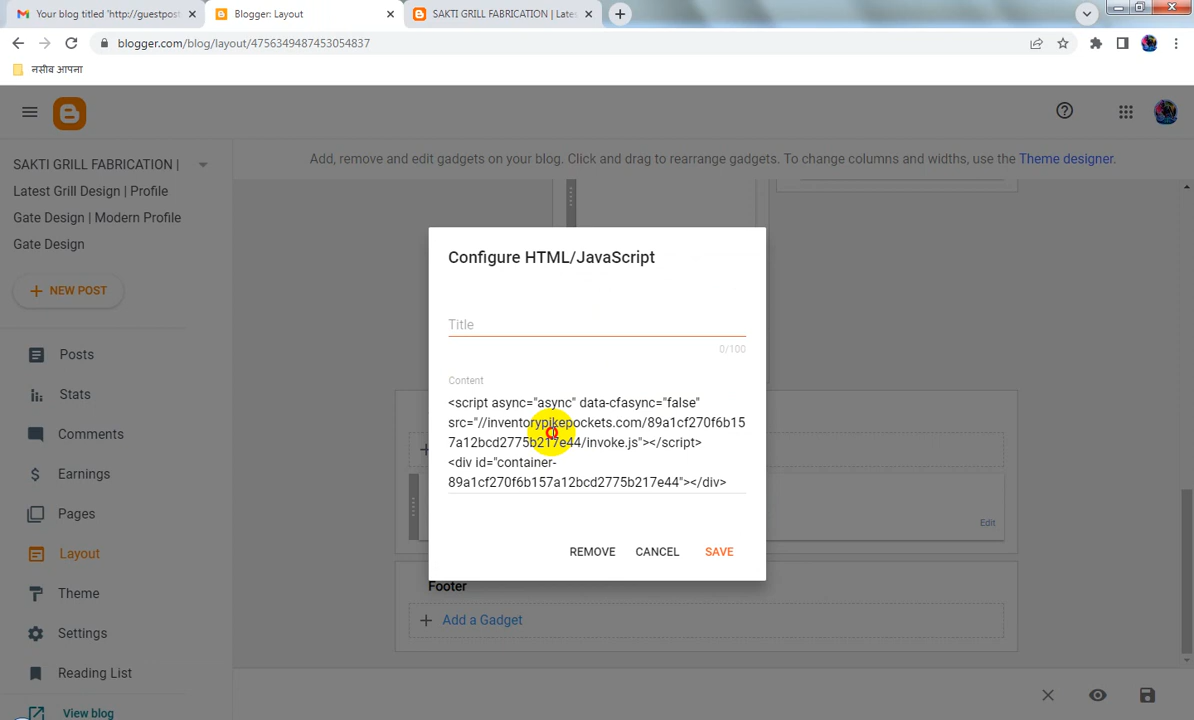 Your blog titled 'http://guestpost
Blogger: Layout
SAKTI GRILL FABRICATION | Lates
blogger.com/blog/layout/4756349487453054837
नसीब आपना
SAKTI GRILL FABRICATION |
Latest Grill Design | Profile
Gate Design | Modern Profile
Gate Design
NEW POST
Posts
Stats
Comments
Earnings
Pages
Layout
Theme
Settings
Reading List
View blog
Add, remove and edit gadgets on your blog. Click and drag to rearrange gadgets. To change columns and widths, use the Theme designer.
Configure HTML/JavaScript
Title
0/100
Content
<script async="async" data-cfasync="false"
src="//inventorypikepockets.com/89a1cf270f6b15
7a12bcd2775b217e44/invoke.js"></script>
<div id="container-
89a1cf270f6b157a12bcd2775b217e44"></div>
REMOVE CANCEL SAVE
Edit
Footer
Add a Gadget